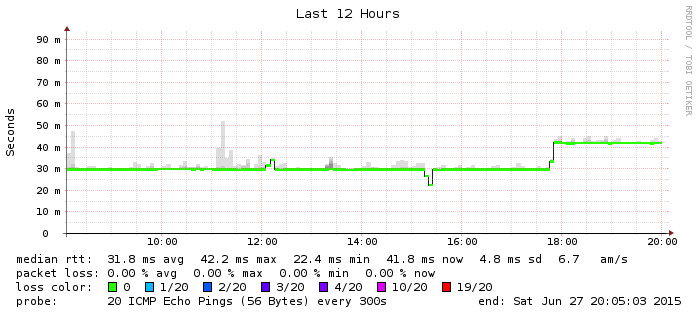 Last 12 Hours
RRDTOOL / TOBI OETIKER
Seconds
90 m
80 m
70 m
60 m
50 m
40 m
30 m
20 m
10 m
0
10:00 12:00 14:00 16:00 18:00 20:00
median rtt: 31.8 ms avg 42.2 ms max 22.4 ms min 41.8 ms now 4.8 ms sd 6.7 am/s
packet loss: 0.00 % avg 0.00 % max 0.00 % min 0.00 % now
loss color: 0 1/20 2/20 3/20 4/20 10/20 19/20
probe: 20 ICMP Echo Pings (56 Bytes) every 300s end: Sat Jun 27 20:05:03 2015